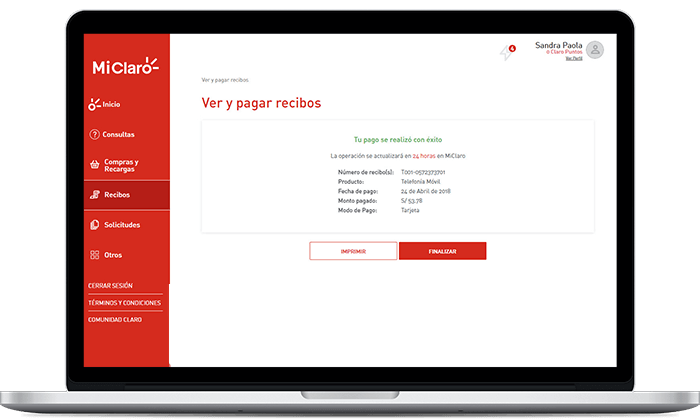 MiClaro
Inicio
Consultas
Compras y
Recargas
Recibos
Solicitudes
Otros
CERRAR SESIÓN
TÉRMINOS Y CONDICIONES
COMUNIDAD CLARO
4
Sandra Paola
0 Claro Puntos
Ver Perfil
Ver y pagar recibos
Ver y pagar recibos
Tu pago se realizó con éxito
La operación se actualizará en 24 horas en MiClaro
Número de recibo(s): T001-0572373701
Producto: Telefonía Móvil
Fecha de pago: 24 de Abril de 2018
Monto pagado: S/ 53.78
Modo de Pago: Tarjeta
IMPRIMIR
FINALIZAR